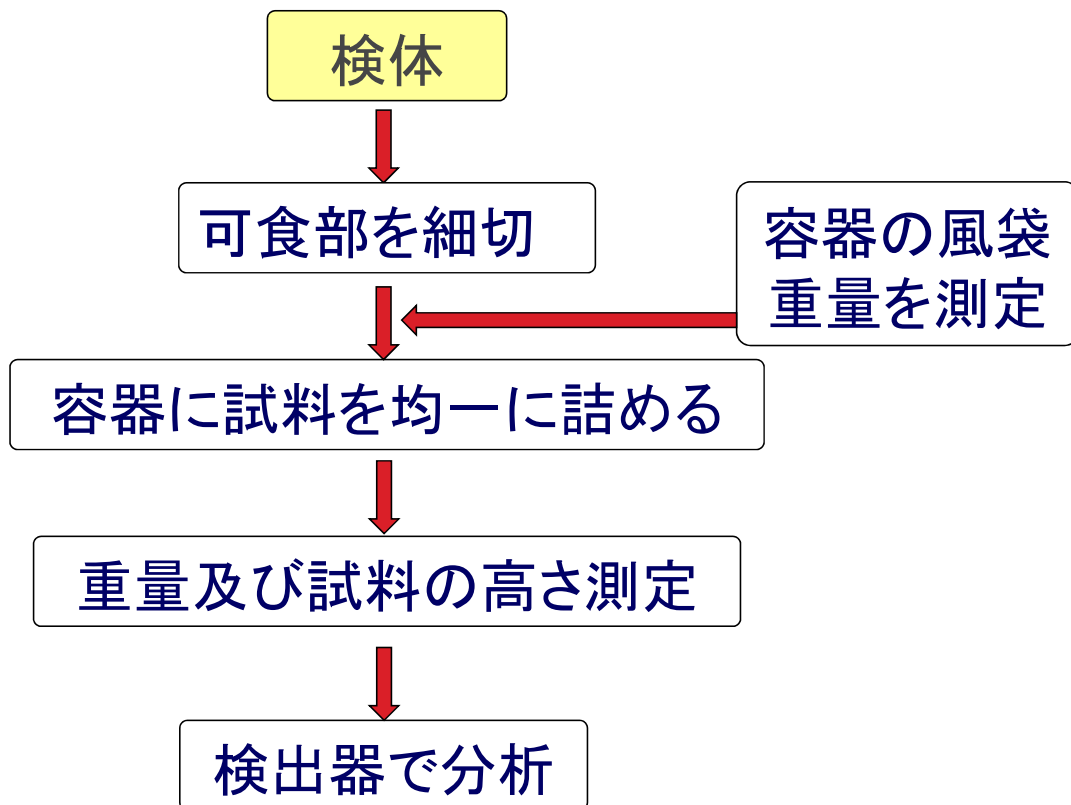 検体
可食部を細切
容器の風袋
重量を測定
容器に試料を均一に詰める
重量及び試料の高さ測定
検出器で分析